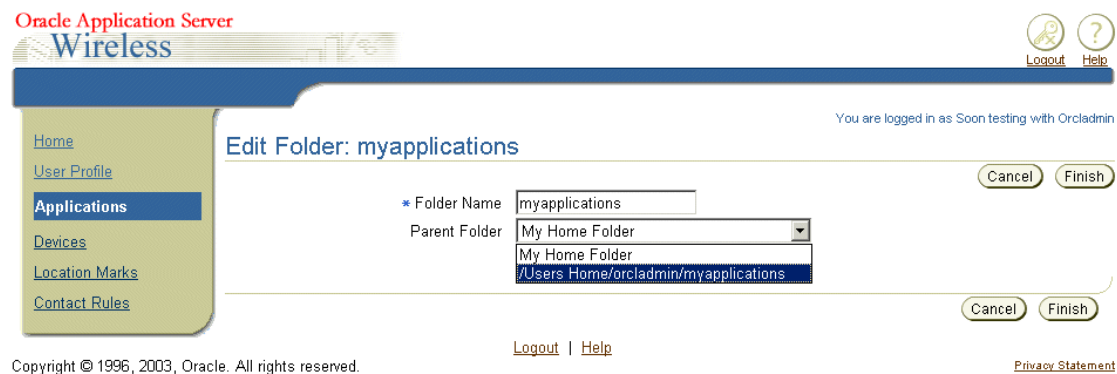 Oracle Application Server
Wireless
Logout Help
You are logged in as Soon testing with Orcladmin
Home
User Profile
Applications
Devices
Location Marks
Contact Rules
Edit Folder: myapplications
Cancel Finish
* Folder Name myapplications
Parent Folder My Home Folder
My Home Folder
/Users Home/orcladmin/myapplications
Cancel Finish
Logout | Help
Copyright © 1996, 2003, Oracle. All rights reserved.
Privacy Statement